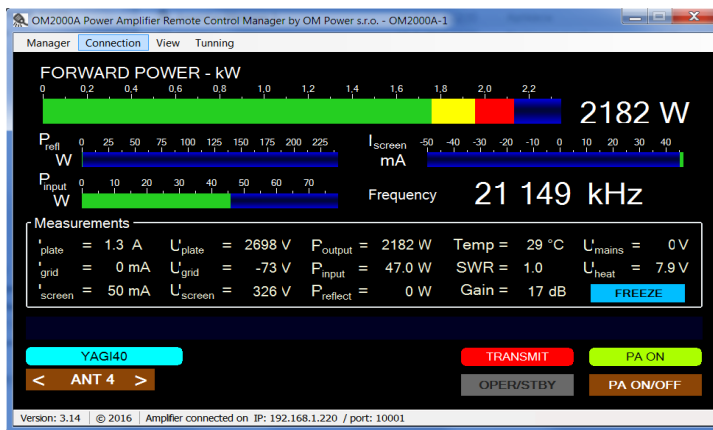 OM2000A Power Amplifier Remote Control Manager by OM Power s.r.o. - OM2000A-1
Manager Connection View Tunning
FORWARD POWER - kW
0 0,2 0,4 0,6 0,8 1,0 1,2 1,4 1,6 1,8 2,0 2,2
2182 W
Prefl W 0 25 50 75 100 125 150 175 200 225
Iscreen mA -50 -40 -30 -20 -10 0 10 20 30 40
Pinput W 0 10 20 30 40 50 60 70
Frequency 21 149 kHz
Measurements
Iplate = 1.3 A Uplate = 2698 V Poutput = 2182 W Temp = 29 °C Umains = 0 V
Igrid = 0 mA Ugrid = -73 V Pinput = 47.0 W SWR = 1.0 Uheat = 7.9 V
Iscreen = 50 mA Uscreen = 326 V Preflect = 0 W Gain = 17 dB FREEZE
YAGI40 TRANSMIT PA ON
< ANT 4 > OPER/STBY PA ON/OFF
Version: 3.14 © 2016 Amplfier connected on IP: 192.168.1.220 / port: 10001